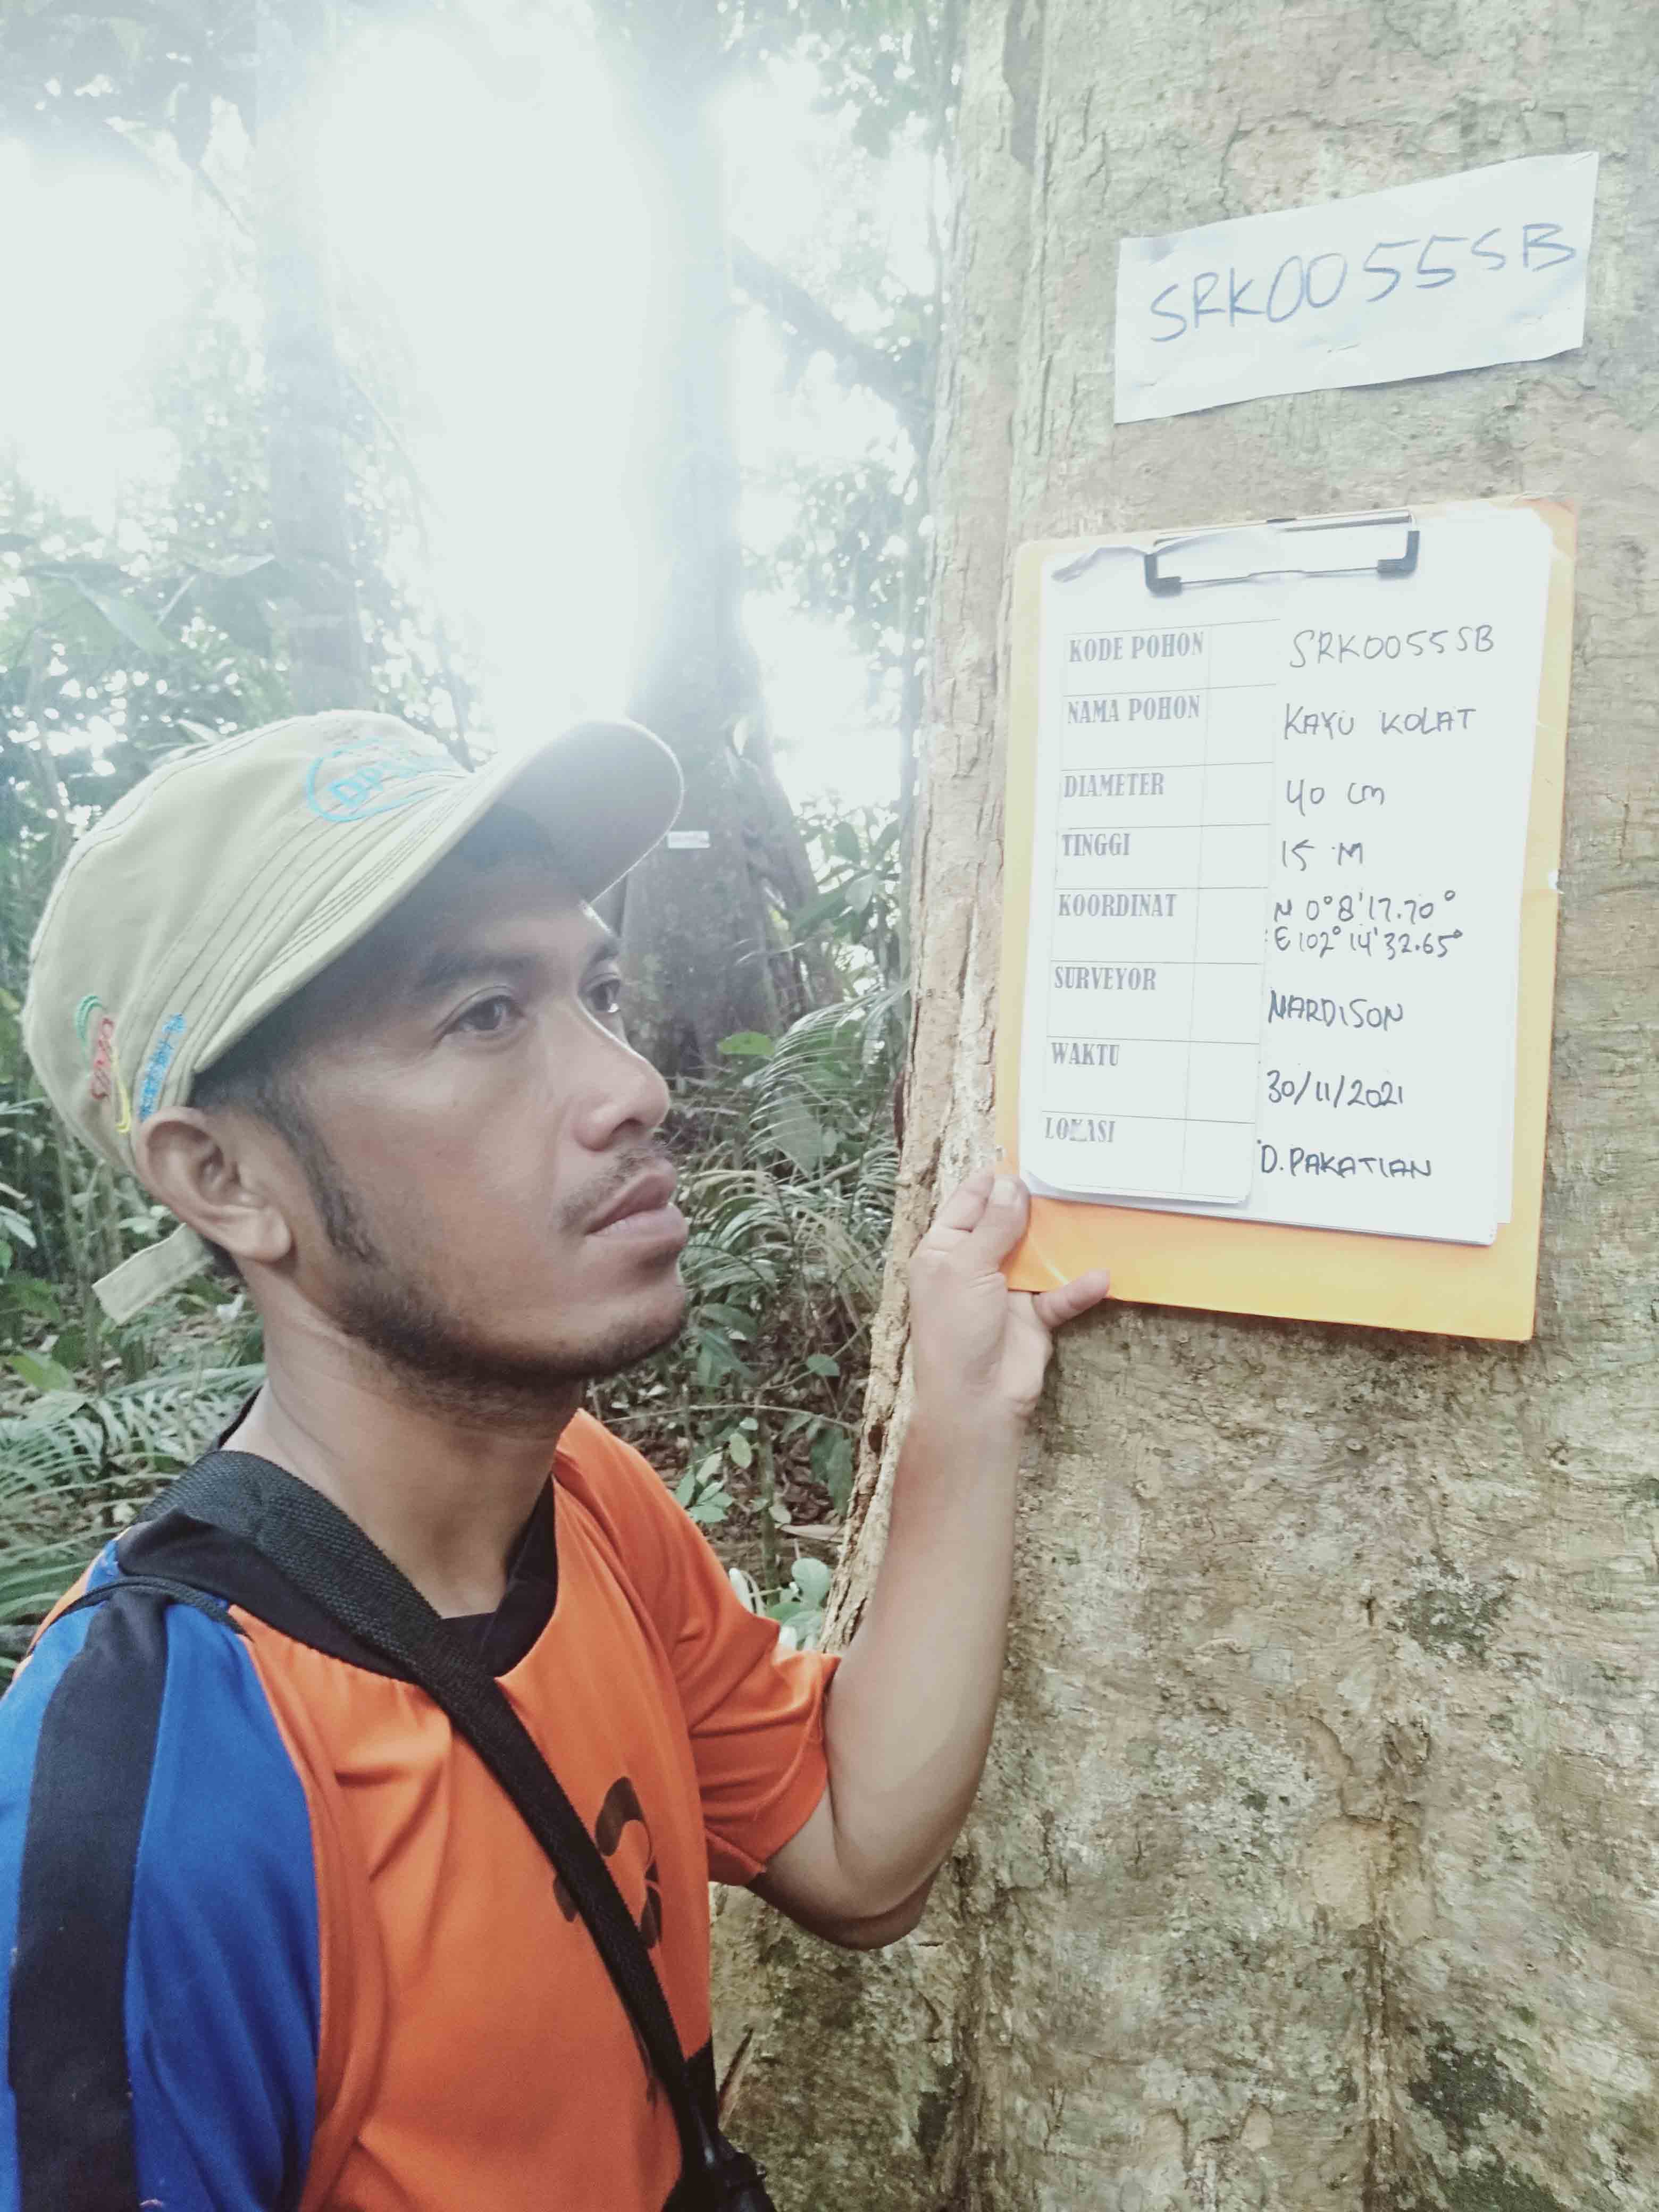 SRK0055SB
KODE POHON SRK0055SB
NAMA POHON KAYU KOLAT
DIAMETER 40 cm
TINGGI 15 M
KOORDINAT N 0°8'17.70°
E 102° 14' 32.65°
SURVEYOR MARDISON
WAKTU 30/11/2021
LOKASI D. PAKATIAN